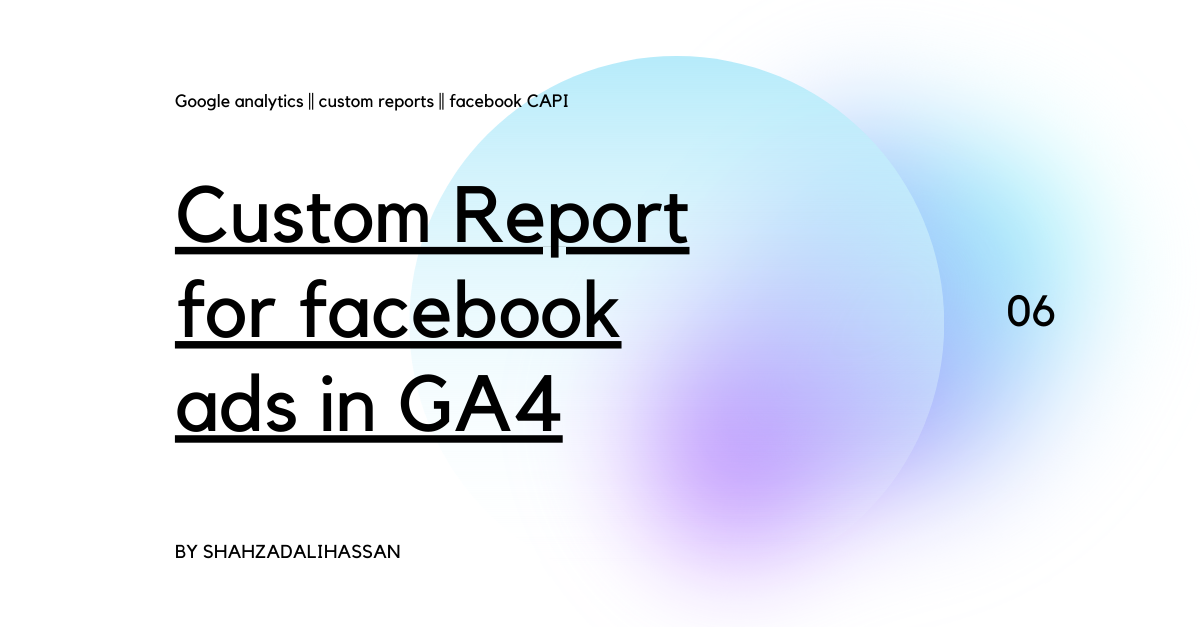 Google analytics || custom reports || facebook CAPI
Custom Report
for facebook
ads in GA4
06
BY SHAHZADALIHASSAN